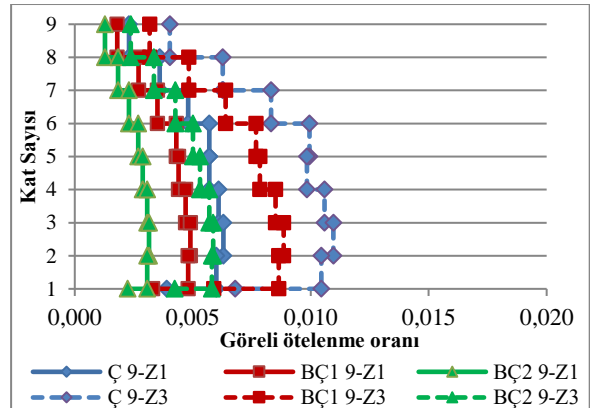 Kat Sayısı
9
8
7
6
5
4
3
2
1
0,000 0,005 0,010 0,015 0,020
Göreli ötelenme oranı
Ç 9-Z1 BÇ1 9-Z1 BÇ2 9-Z1
Ç 9-Z3 BÇ1 9-Z3 BÇ2 9-Z3